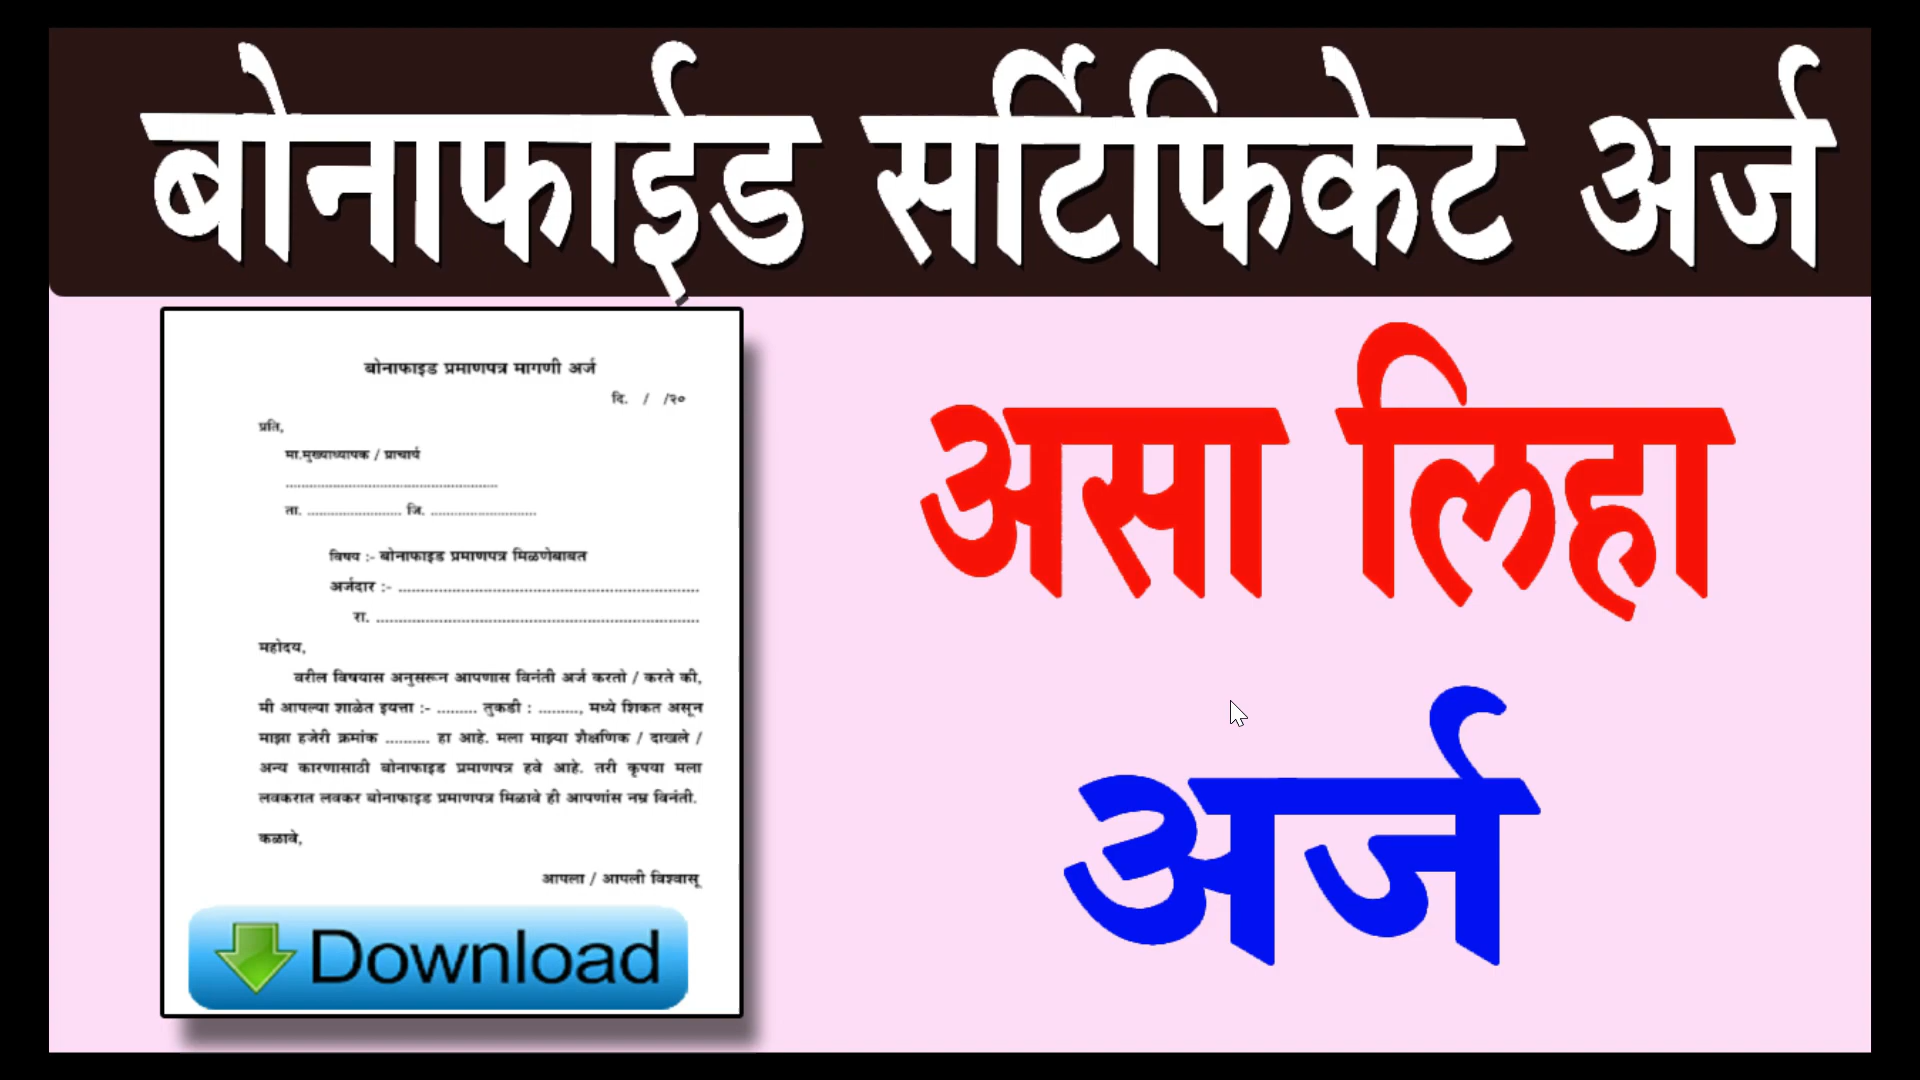 बोनाफाईड सर्टिफिकेट अर्ज
बोनाफाइड प्रमाणपत्र मागणी अर्ज
दि. / /२०
प्रति,
मा.मुख्याध्यापक / प्राचार्य
................................................
ता. ........................ जि. ........................
विषय :- बोनाफाइड प्रमाणपत्र मिळणेबाबत
अर्जदार :- ....................................................................
रा. .........................................................................
महोदय,
वरील विषयास अनुसरून आपणास विनंती अर्ज करतो / करते की,
मी आपल्या शाळेत इयत्ता :- ......... तुकडी : ........., मध्ये शिकत असून
माझा हजेरी क्रमांक .......... हा आहे. मला माझ्या शैक्षणिक / दाखले /
अन्य कारणासाठी बोनाफाइड प्रमाणपत्र हवे आहे. तरी कृपया मला
लवकरात लवकर बोनाफाइड प्रमाणपत्र मिळावे ही आपणांस नम्र विनंती.
कळावे,
आपला / आपली विश्वासू
Download
असा लिहा
अर्ज